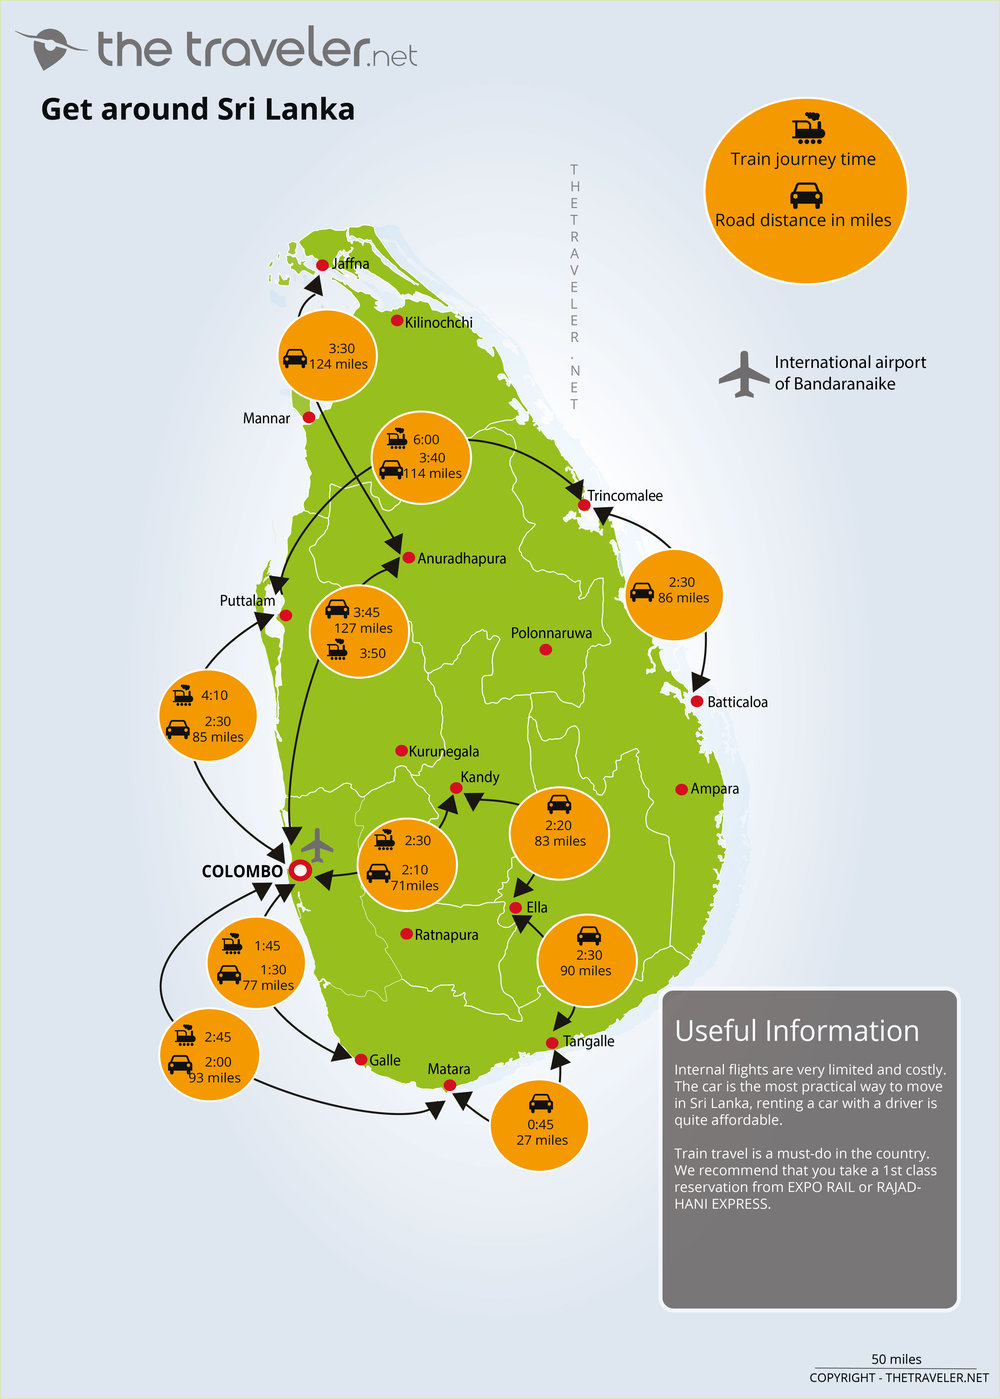 the traveler.net
Get around Sri Lanka
Train journey time
Road distance in miles
THETRAVELER.NET
International airport
of Bandaranaike
Jaffna
Kilinochchi
3:30
124 miles
Mannar
6:00
3:40
114 miles
Trincomalee
Anuradhapura
2:30
86 miles
Puttalam
3:45
127 miles
3:50
Polonnaruwa
4:10
2:30
85 miles
Batticaloa
Kurunegala
Kandy
Ampara
2:20
83 miles
2:30
2:10
71miles
COLOMBO
Ella
Ratnapura
1:45
1:30
77 miles
2:30
90 miles
2:45
2:00
93 miles
Galle
Matara
Tangalle
0:45
27 miles
Useful Information
Internal flights are very limited and costly.
The car is the most practical way to move
in Sri Lanka, renting a car with a driver is
quite affordable.
Train travel is a must-do in the country.
We recommend that you take a 1st class
reservation from EXPO RAIL or RAJAD-
HANI EXPRESS.
50 miles
COPYRIGHT - THETRAVELER.NET